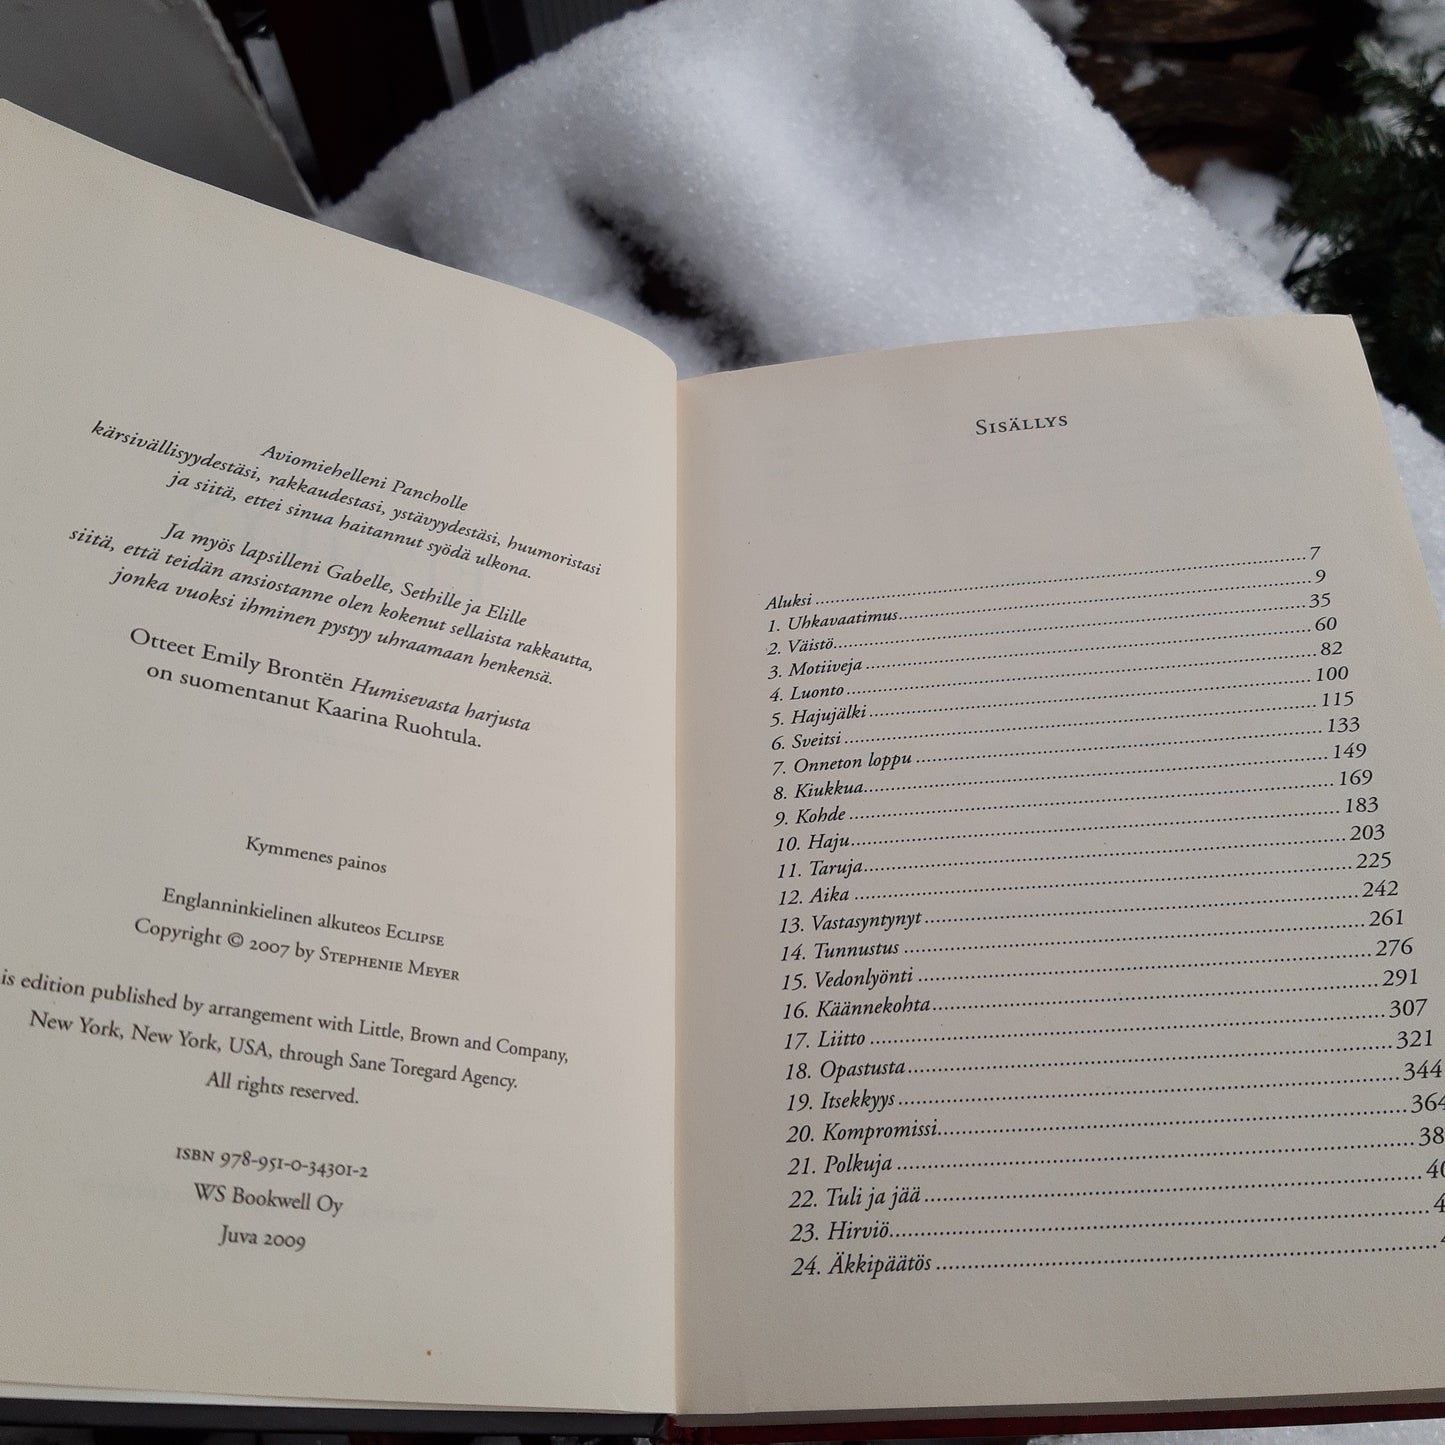 Aviomiehelleni Pancholle
kärsivällisyydestäsi, rakkaudestasi, ystävyydestäsi, huumoristasi
ja siitä, ettei sinua haitannut syödä ulkona.
Ja myös lapsilleni Gabelle, Sethille ja Elille
siitä, että teidän ansiostanne olen kokenut sellaista rakkautta,
jonka vuoksi ihminen pystyy uhraamaan henkensä.
Otteet Emily Brontën Humisevasta harjusta
on suomentanut Kaarina Ruohtula.
Kymmenes painos
Englanninkielinen alkuteos Eclipse
Copyright © 2007 by Stephenie Meyer
is edition published by arrangement with Little, Brown and Company,
New York, New York, USA, through Sane Toregard Agency.
All rights reserved.
ISBN 978-951-0-34301-2
WS Bookwell Oy
Juva 2009
Sisällys
Aluksi 7
1. Uhkavaatimus 9
2. Väistö 35
3. Motiiveja 60
4. Luonto 82
5. Hajujälki 100
6. Sveitsi 115
7. Onneton loppu 133
8. Kiukkua 149
9. Kohde 169
10. Haju 183
11. Taruja 203
12. Aika 225
13. Vastasyntynyt 242
14. Tunnustus 261
15. Vedonlyönti 276
16. Käännekohta 291
17. Liitto 307
18. Opastusta 321
19. Itsekkyys 344
20. Kompromissi 364
21. Polkuja 38
22. Tuli ja jää 40
23. Hirviö 4
24. Äkkipäätös